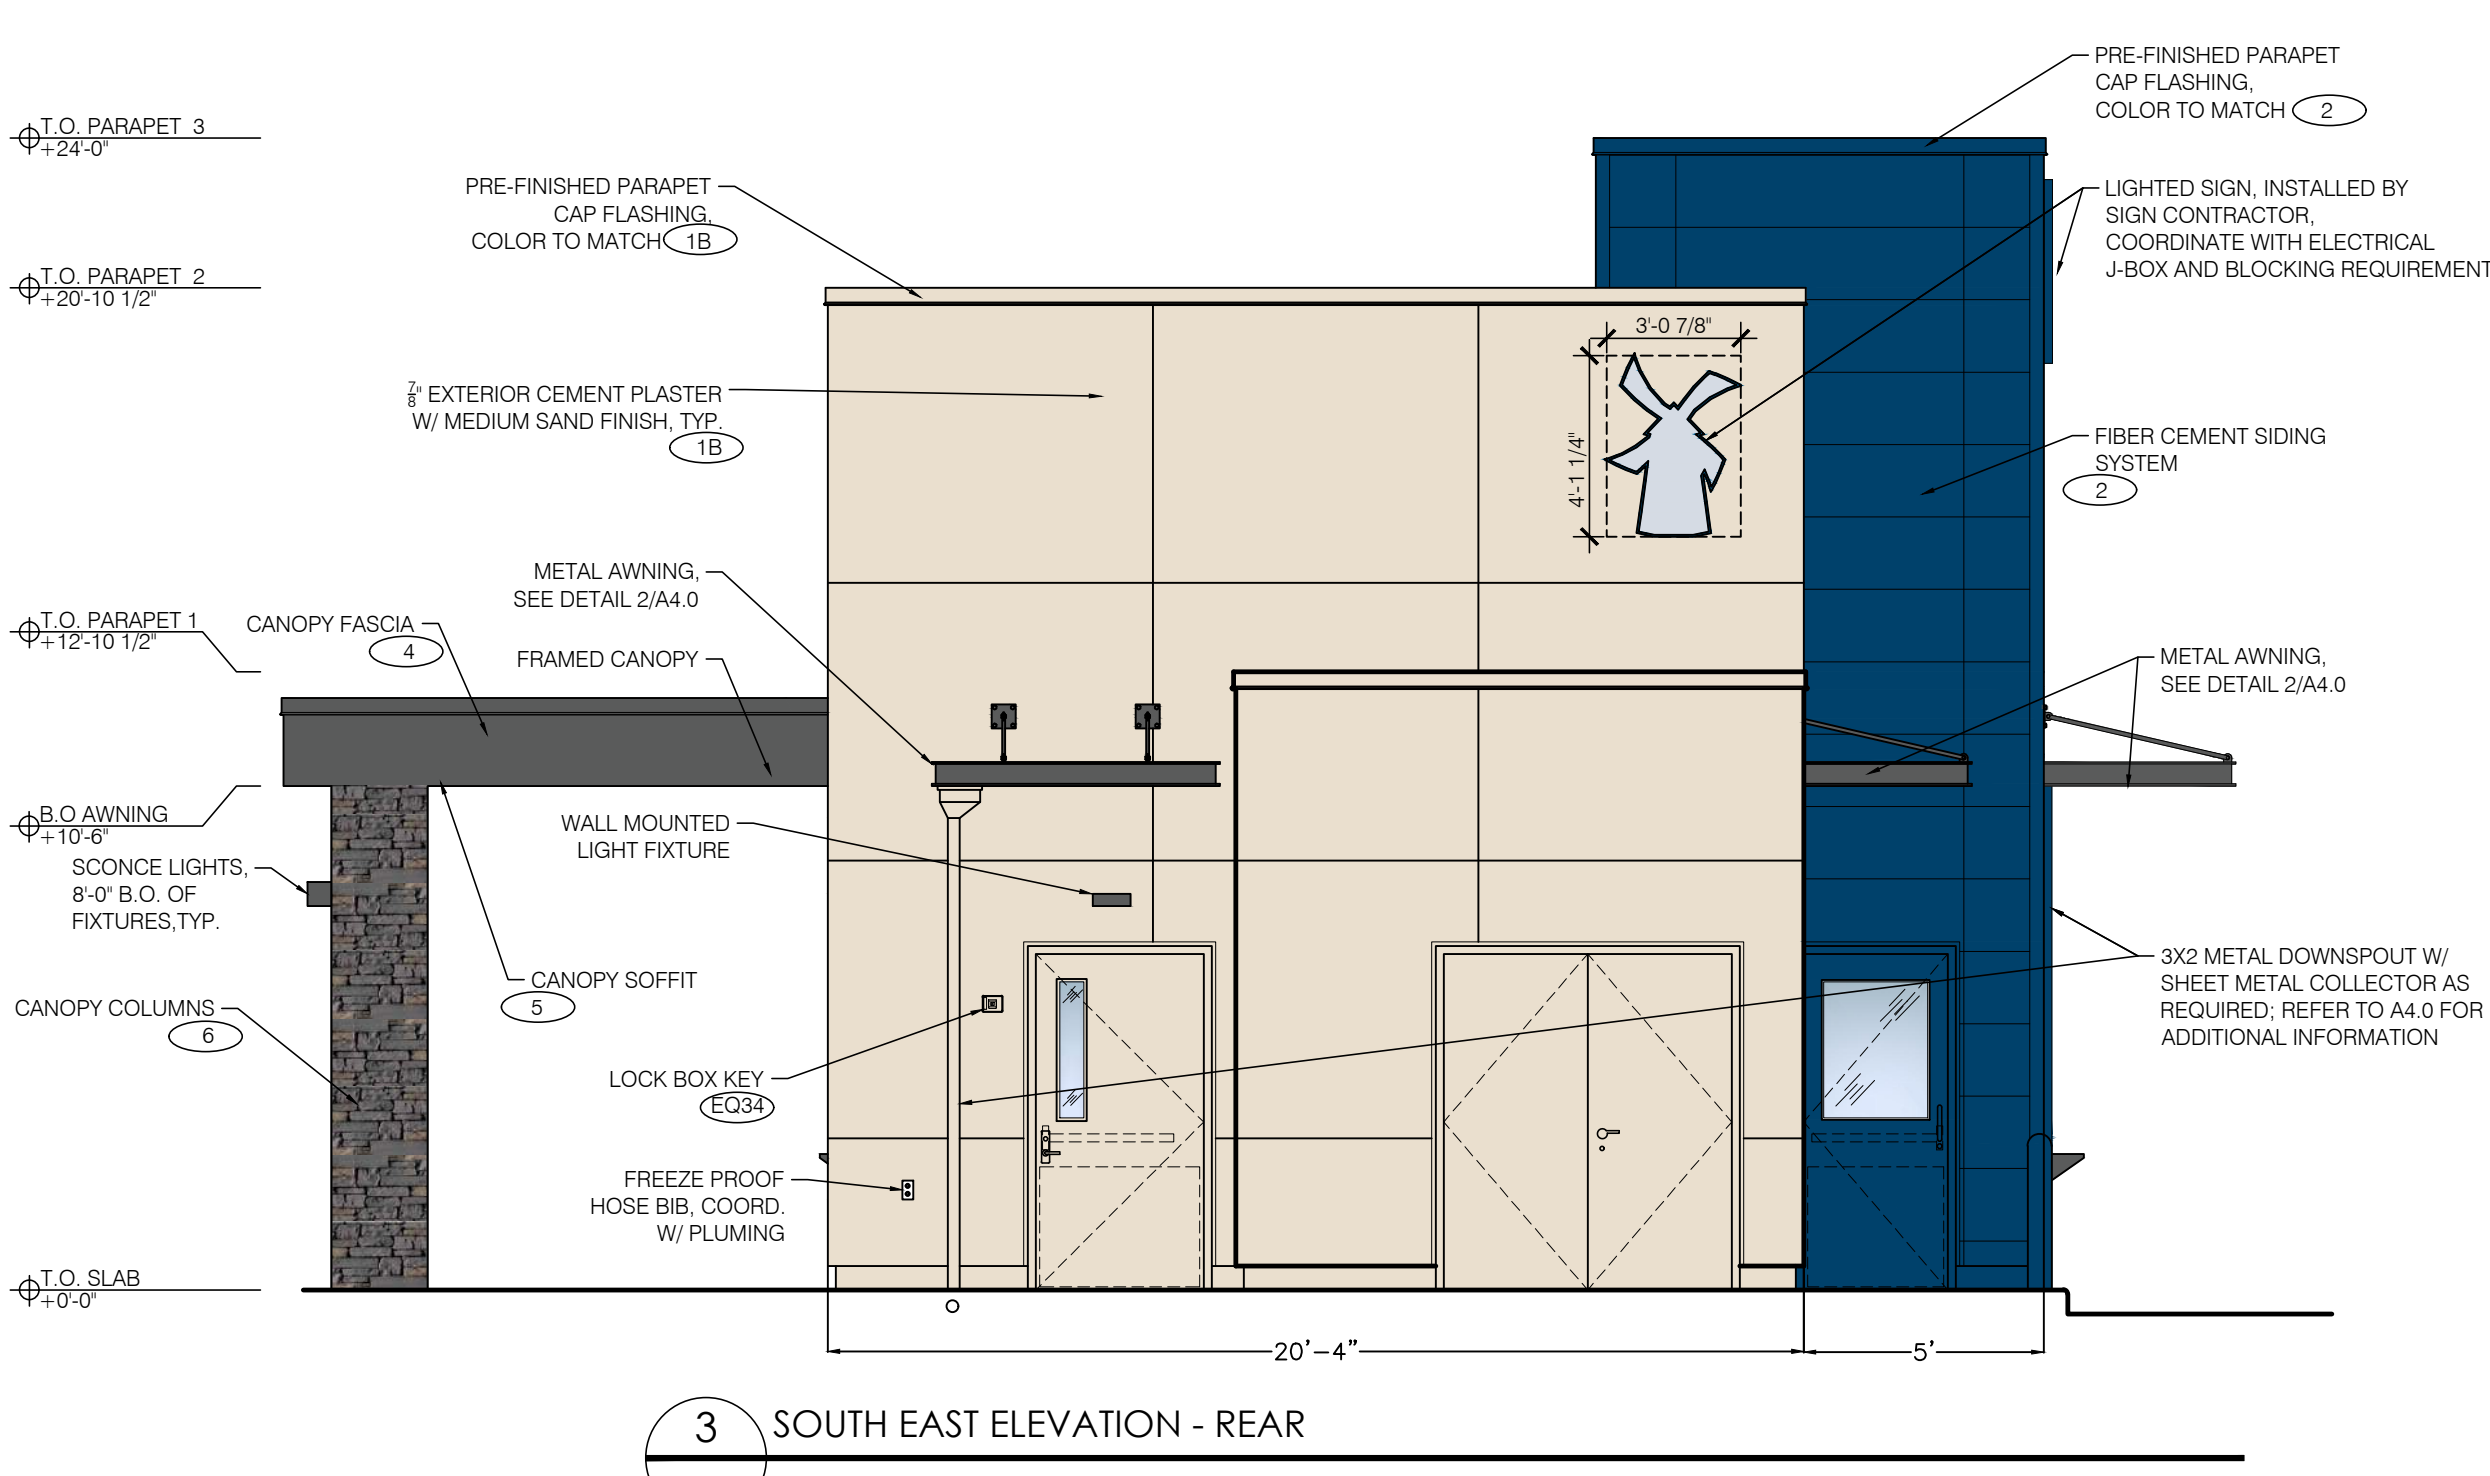 PRE-FINISHED PARAPET
CAP FLASHING,
COLOR TO MATCH 2
T.O. PARAPET 3
+24'-0"
PRE-FINISHED PARAPET
CAP FLASHING,
COLOR TO MATCH 1B
LIGHTED SIGN, INSTALLED BY
SIGN CONTRACTOR,
COORDINATE WITH ELECTRICAL
J-BOX AND BLOCKING REQUIREMENT
T.O. PARAPET 2
+20'-10 1/2"
3'-0 7/8"
4'-1 1/4"
7/8" EXTERIOR CEMENT PLASTER
W/ MEDIUM SAND FINISH, TYP.
1B
FIBER CEMENT SIDING
SYSTEM
2
METAL AWNING,
SEE DETAIL 2/A4.0
T.O. PARAPET 1
+12'-10 1/2"
CANOPY FASCIA
4
FRAMED CANOPY
METAL AWNING,
SEE DETAIL 2/A4.0
B.O AWNING
+10'-6"
WALL MOUNTED
LIGHT FIXTURE
SCONCE LIGHTS,
8'-0" B.O. OF
FIXTURES,TYP.
CANOPY SOFFIT
5
3X2 METAL DOWNSPOUT W/
SHEET METAL COLLECTOR AS
REQUIRED; REFER TO A4.0 FOR
ADDITIONAL INFORMATION
CANOPY COLUMNS
6
LOCK BOX KEY
EQ34
FREEZE PROOF
HOSE BIB, COORD.
W/ PLUMING
T.O. SLAB
+0'-0"
20'-4"
5'
3 SOUTH EAST ELEVATION - REAR